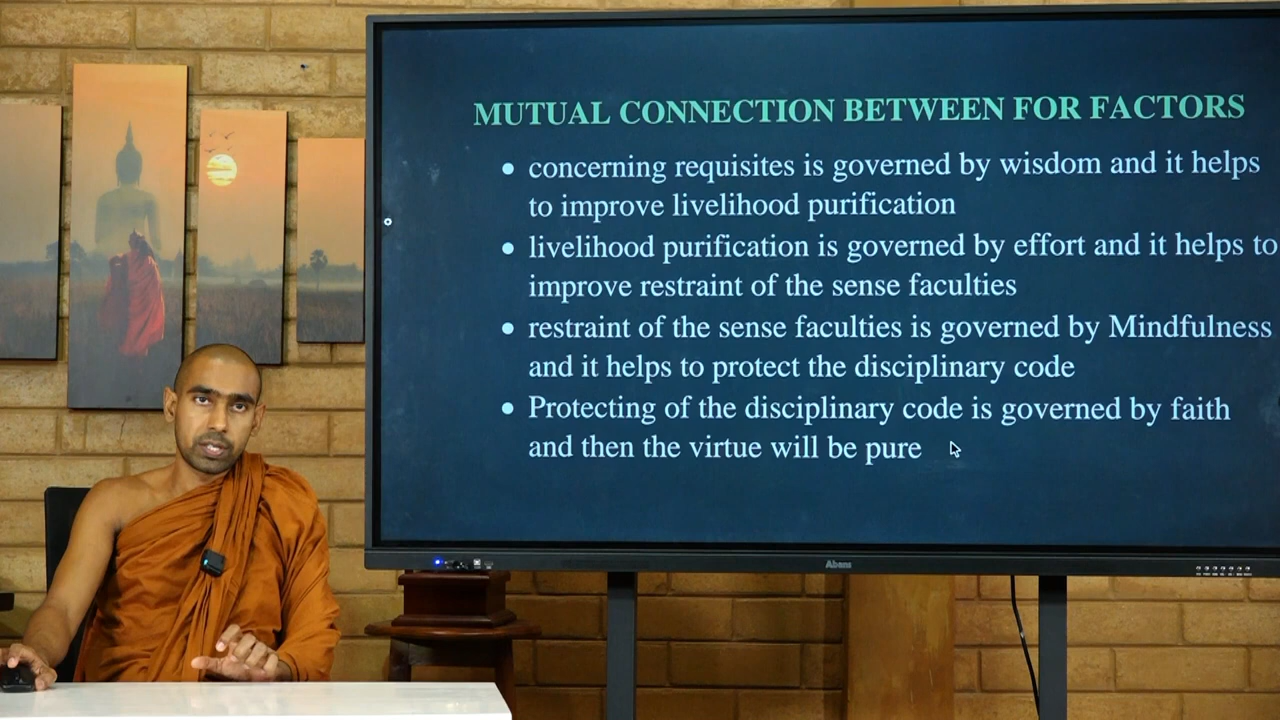 MUTUAL CONNECTION BETWEEN FOR FACTORS
• concerning requisites is governed by wisdom and it helps
to improve livelihood purification
• livelihood purification is governed by effort and it helps to
improve restraint of the sense faculties
• restraint of the sense faculties is governed by Mindfulness
and it helps to protect the disciplinary code
• Protecting of the disciplinary code is governed by faith
and then the virtue will be pure
Abans